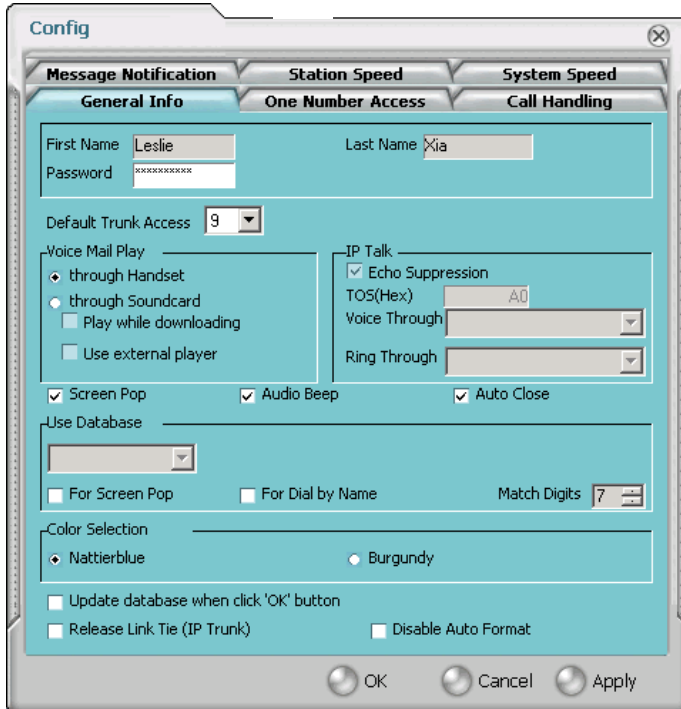 Config
Message Notification Station Speed System Speed
General Info One Number Access Call Handling
First Name Leslie Last Name Xia
Password **********
Default Trunk Access 9
Voice Mail Play IP Talk
through Handset Echo Suppression
through Soundcard TOS(Hex) A0
Play while downloading Voice Through
Use external player Ring Through
Screen Pop Audio Beep Auto Close
Use Database
For Screen Pop For Dial by Name Match Digits 7
Color Selection
Nattierblue Burgundy
Update database when click 'OK' button
Release Link Tie (IP Trunk) Disable Auto Format
OK Cancel Apply